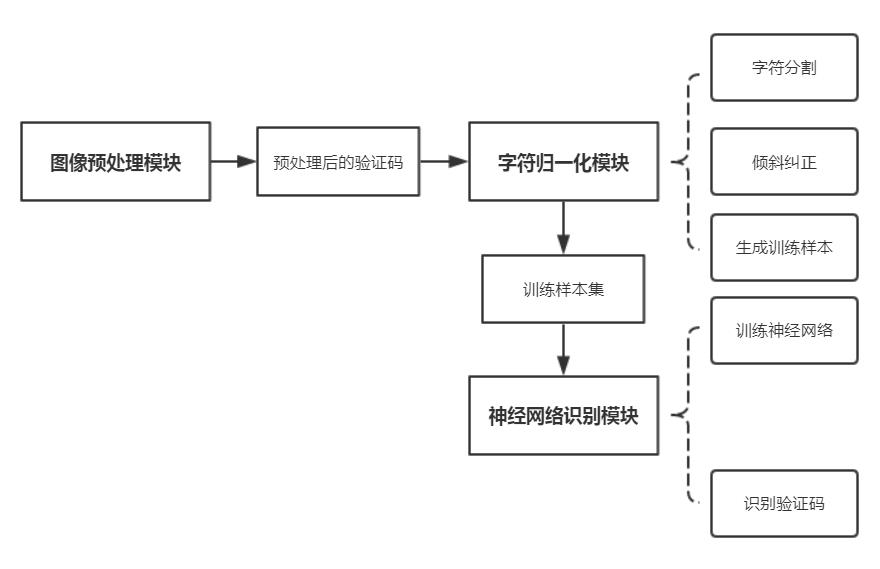 图像预处理模块
预处理后的验证码
字符归一化模块
字符分割
倾斜纠正
生成训练样本
训练样本集
神经网络识别模块
训练神经网络
识别验证码